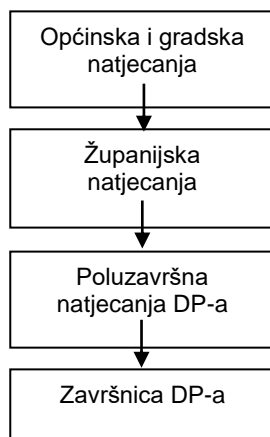 Općinska i gradska
natjecanja
Županijska
natjecanja
Poluzavršna
natjecanja DP-a
Završnica DP-a